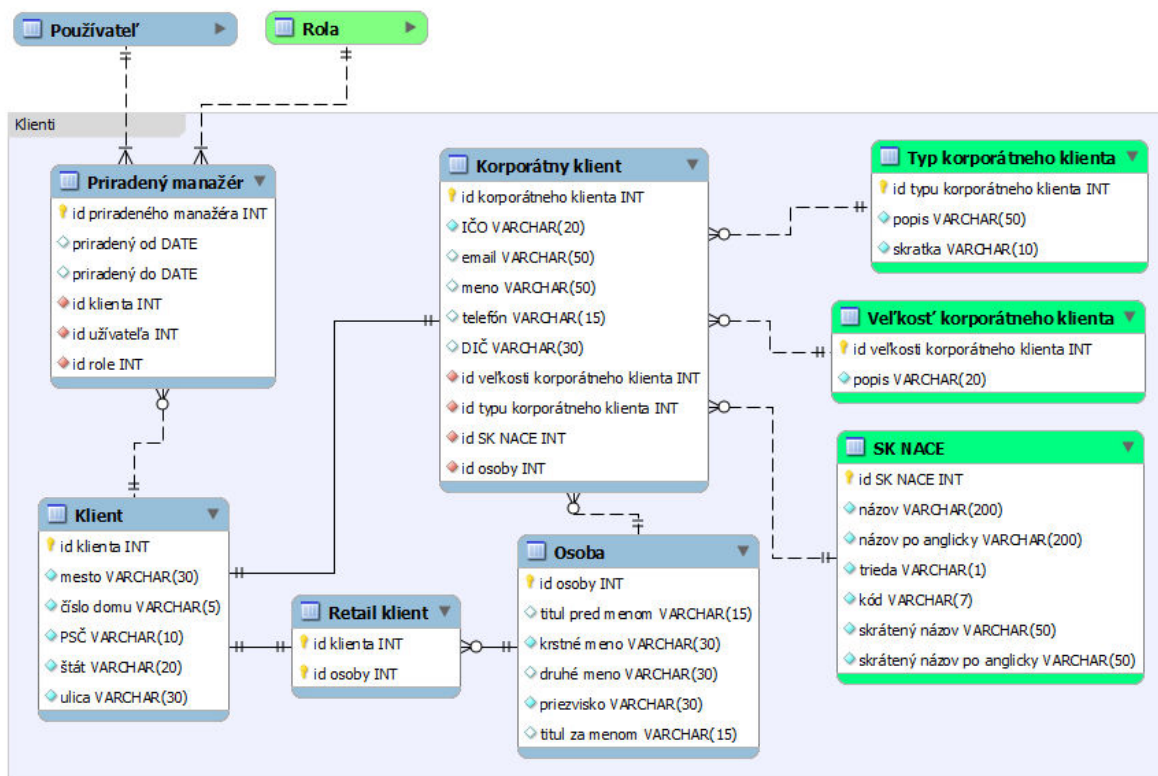 Používateľ
Rola
Klienti
Priradený manažér
id priradeného manažéra INT
priradený od DATE
priradený do DATE
id klienta INT
id užívateľa INT
id role INT
Korporátny klient
id korporátneho klienta INT
IČO VARCHAR(20)
email VARCHAR(50)
meno VARCHAR(50)
telefón VARCHAR(15)
DIČ VARCHAR(30)
id veľkosti korporátneho klienta INT
id typu korporátneho klienta INT
id SK NACE INT
id osoby INT
Typ korporátneho klienta
id typu korporátneho klienta INT
popis VARCHAR(50)
skratka VARCHAR(10)
Veľkosť korporátneho klienta
id veľkosti korporátneho klienta INT
popis VARCHAR(20)
SK NACE
id SK NACE INT
názov VARCHAR(200)
názov po anglicky VARCHAR(200)
trieda VARCHAR(1)
kód VARCHAR(7)
skrátený názov VARCHAR(50)
skrátený názov po anglicky VARCHAR(50)
Klient
id klienta INT
mesto VARCHAR(30)
číslo domu VARCHAR(5)
PSČ VARCHAR(10)
štát VARCHAR(20)
ulica VARCHAR(30)
Retail klient
id klienta INT
id osoby INT
Osoba
id osoby INT
titul pred menom VARCHAR(15)
krstné meno VARCHAR(30)
druhé meno VARCHAR(30)
priezvisko VARCHAR(30)
titul za menom VARCHAR(15)